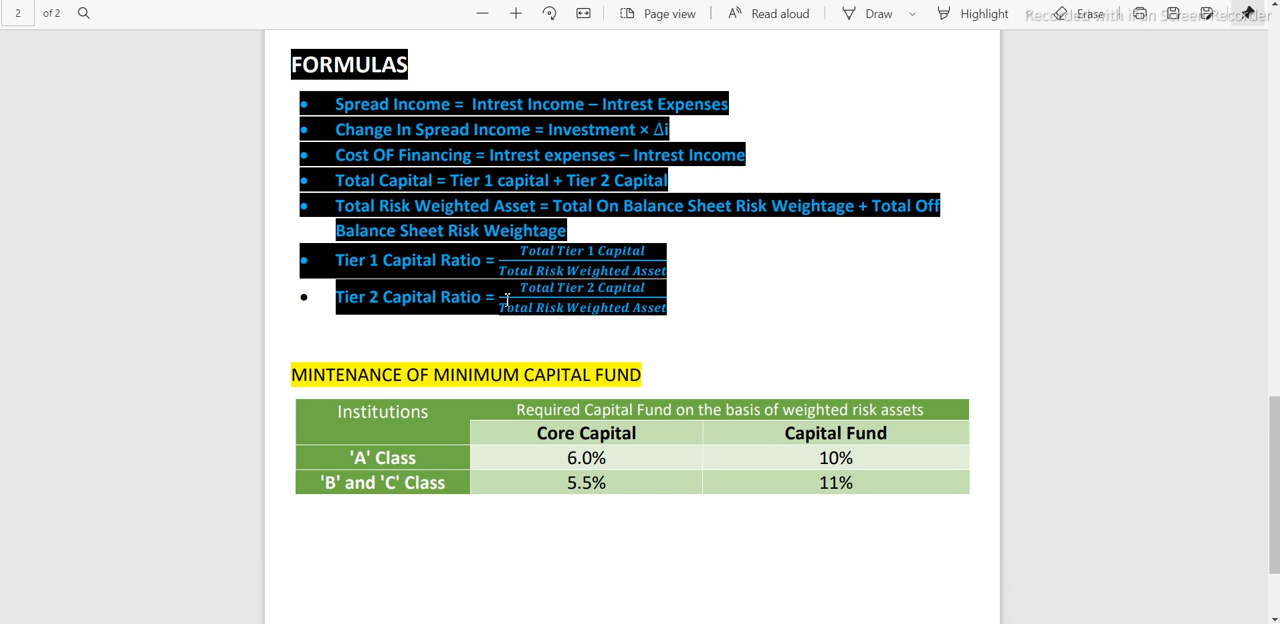 2 of 2 Page view Read aloud Draw Highlight Erase
Recorded with iFun Screen Recorder
FORMULAS
• Spread Income = Intrest Income – Intrest Expenses
• Change In Spread Income = Investment × Δi
• Cost OF Financing = Intrest expenses – Intrest Income
• Total Capital = Tier 1 capital + Tier 2 Capital
• Total Risk Weighted Asset = Total On Balance Sheet Risk Weightage + Total Off
Balance Sheet Risk Weightage
• Tier 1 Capital Ratio = Total Tier 1 Capital
Total Risk Weighted Asset
• Tier 2 Capital Ratio = Total Tier 2 Capital
Total Risk Weighted Asset
MINTENANCE OF MINIMUM CAPITAL FUND
Institutions Required Capital Fund on the basis of weighted risk assets
Core Capital Capital Fund
'A' Class 6.0% 10%
'B' and 'C' Class 5.5% 11%